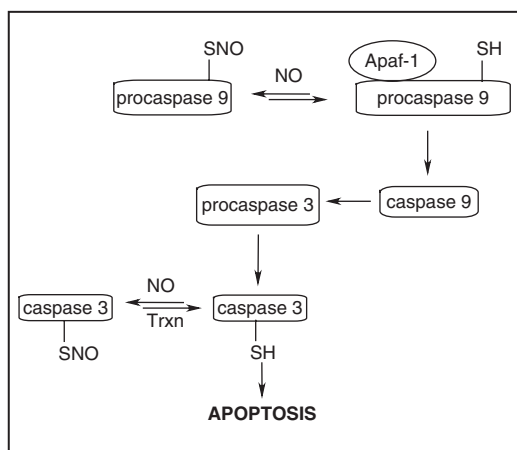 SNO
Apaf-1
SH
NO
procaspase 9
procaspase 9
procaspase 3
caspase 9
NO
caspase 3
caspase 3
Trxn
SNO
SH
APOPTOSIS